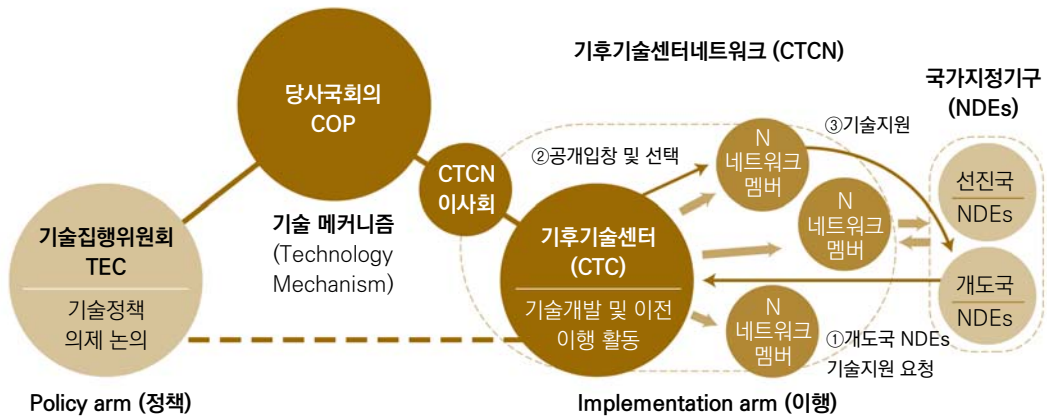 기후기술센터네트워크 (CTCN)
국가지정기구
(NDEs)
당사국회의
COP
CTCN
이사회
기술 메커니즘
(Technology
Mechanism)
기술집행위원회
TEC
기술정책
의제 논의
Policy arm (정책)
②공개입창 및 선택
③기술지원
N
네트워크
멤버
N
네트워크
멤버
N
네트워크
멤버
기후기술센터
(CTC)
기술개발 및 이전
이행 활동
선진국
NDEs
개도국
NDEs
①개도국 NDEs
기술지원 요청
Implementation arm (이행)